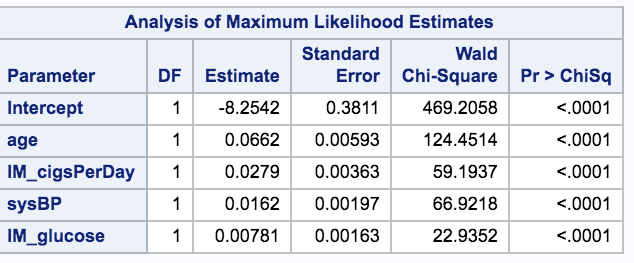 Analysis of Maximum Likelihood Estimates
Standard Wald
Parameter DF Estimate Error Chi-Square Pr > ChiSq
Intercept 1 -8.2542 0.3811 469.2058 <.0001
age 1 0.0662 0.00593 124.4514 <.0001
IM_cigsPerDay 1 0.0279 0.00363 59.1937 <.0001
sysBP 1 0.0162 0.00197 66.9218 <.0001
IM_glucose 1 0.00781 0.00163 22.9352 <.0001